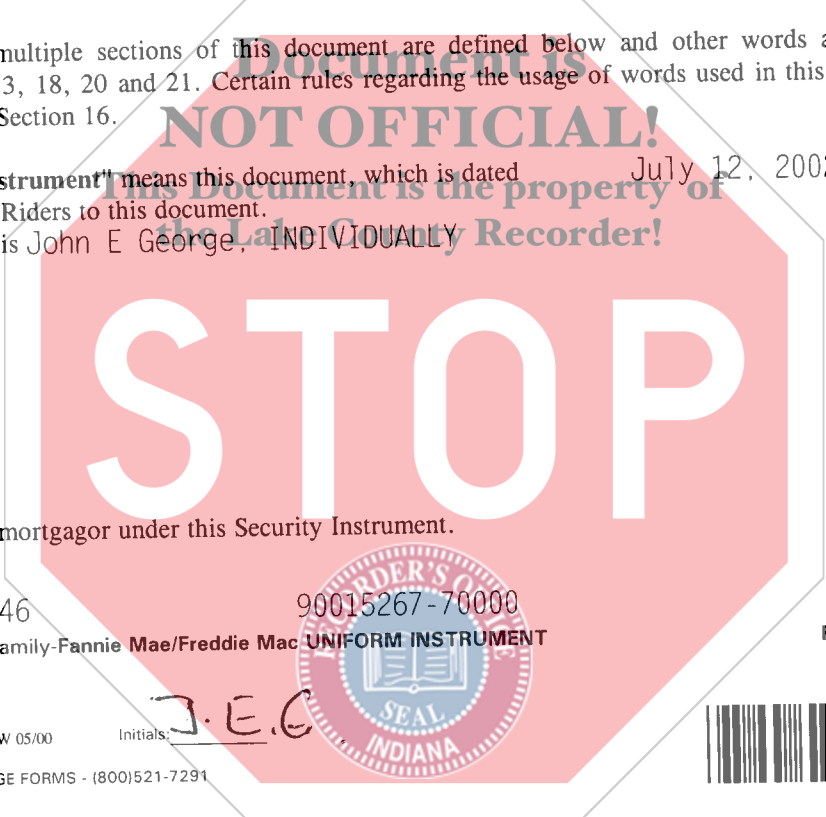 multiple sections of this document are defined below and other words a
Document is
3, 18, 20 and 21. Certain rules regarding the usage of words used in this
Section 16.
NOT OFFICIAL!
strument" means this document, which is dated July 12, 2002
This Document is the property of
Riders to this document.
is John E George, INDIVIDUALLY
the Lake County Recorder!
STOP
mortgagor under this Security Instrument.
RECORDER'S OFFICE
46 90015267-70000
amily-Fannie Mae/Freddie Mac UNIFORM INSTRUMENT
SEAL
W 05/00 Initials: J.E.G.
INDIANA
GE FORMS - (800)521-7291